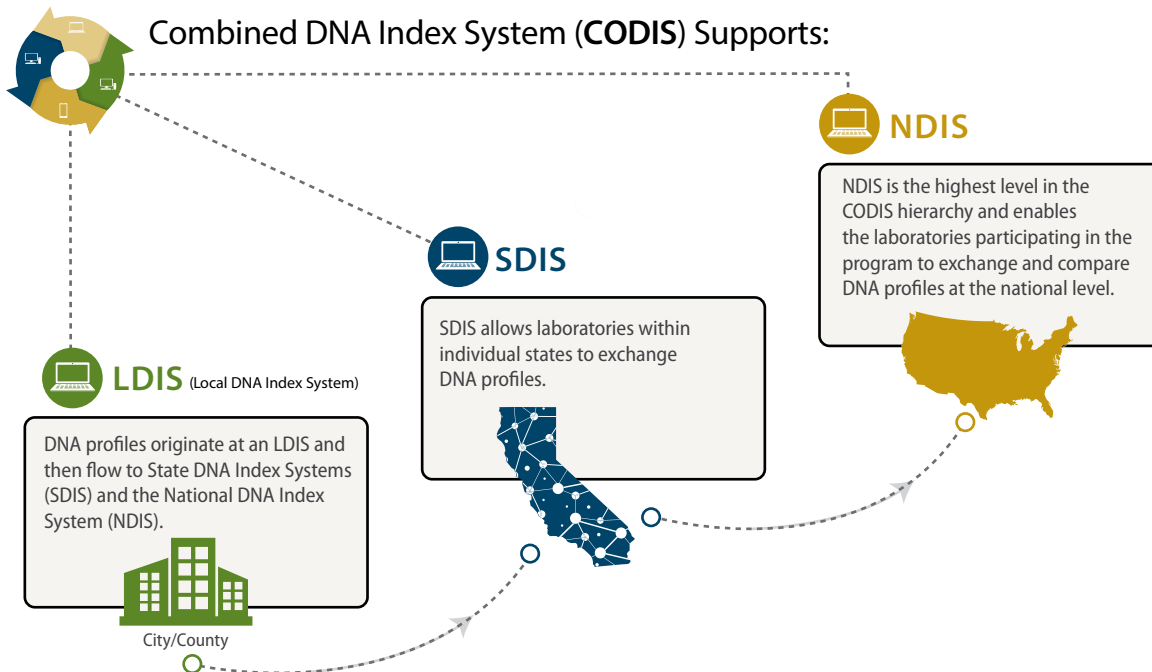 Combined DNA Index System (CODIS) Supports:
NDIS
NDIS is the highest level in the
CODIS hierarchy and enables
the laboratories participating in the
program to exchange and compare
DNA profiles at the national level.
SDIS
SDIS allows laboratories within
individual states to exchange
DNA profiles.
LDIS (Local DNA Index System)
DNA profiles originate at an LDIS and
then flow to State DNA Index Systems
(SDIS) and the National DNA Index
System (NDIS).
City/County